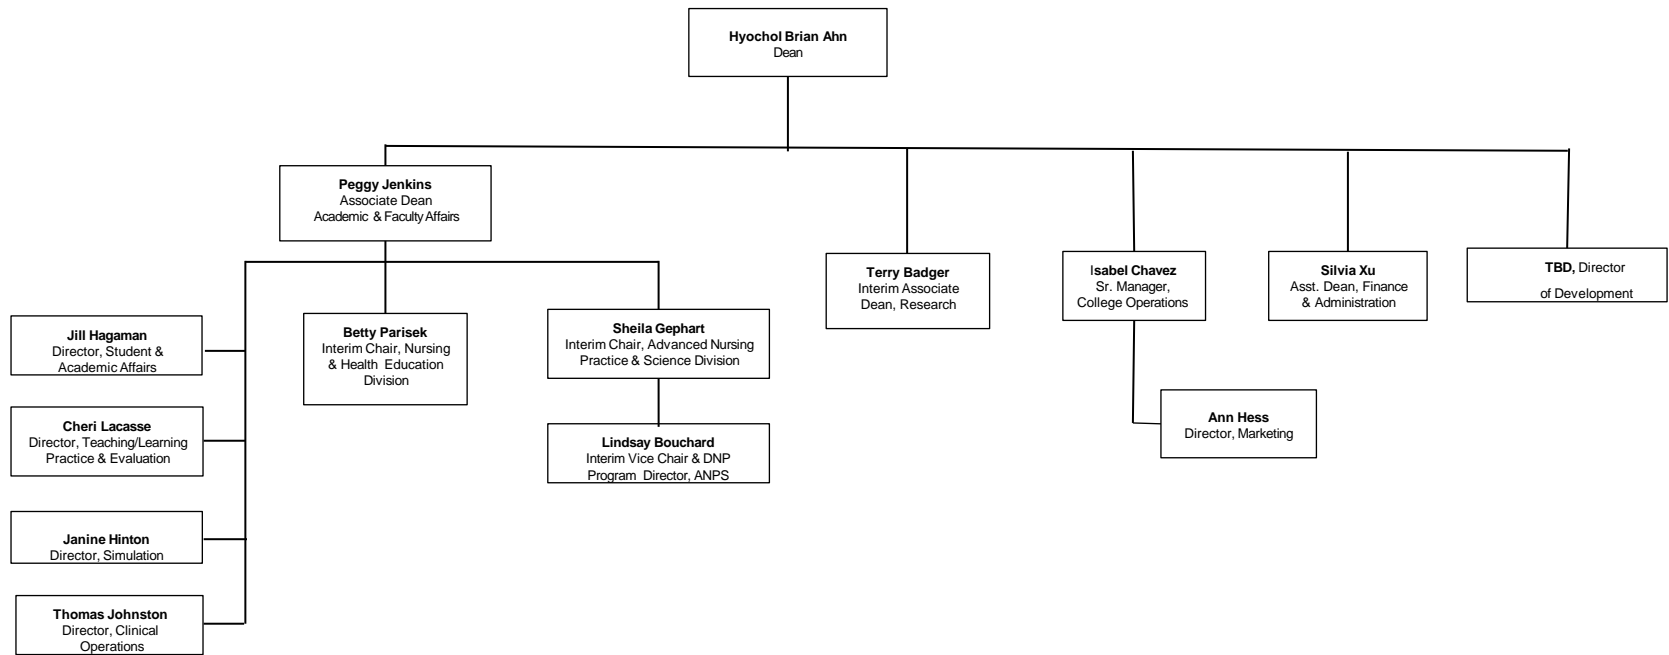 Hyochol Brian Ahn
Dean
Peggy Jenkins
Associate Dean
Academic & Faculty Affairs
Terry Badger
Interim Associate
Dean, Research
Isabel Chavez
Sr. Manager,
College Operations
Silvia Xu
Asst. Dean, Finance
& Administration
TBD, Director
of Development
Jill Hagaman
Director, Student &
Academic Affairs
Betty Parisek
Interim Chair, Nursing
& Health Education
Division
Sheila Gephart
Interim Chair, Advanced Nursing
Practice & Science Division
Cheri Lacasse
Director, Teaching/Learning
Practice & Evaluation
Lindsay Bouchard
Interim Vice Chair & DNP
Program Director, ANPS
Ann Hess
Director, Marketing
Janine Hinton
Director, Simulation
Thomas Johnston
Director, Clinical
Operations